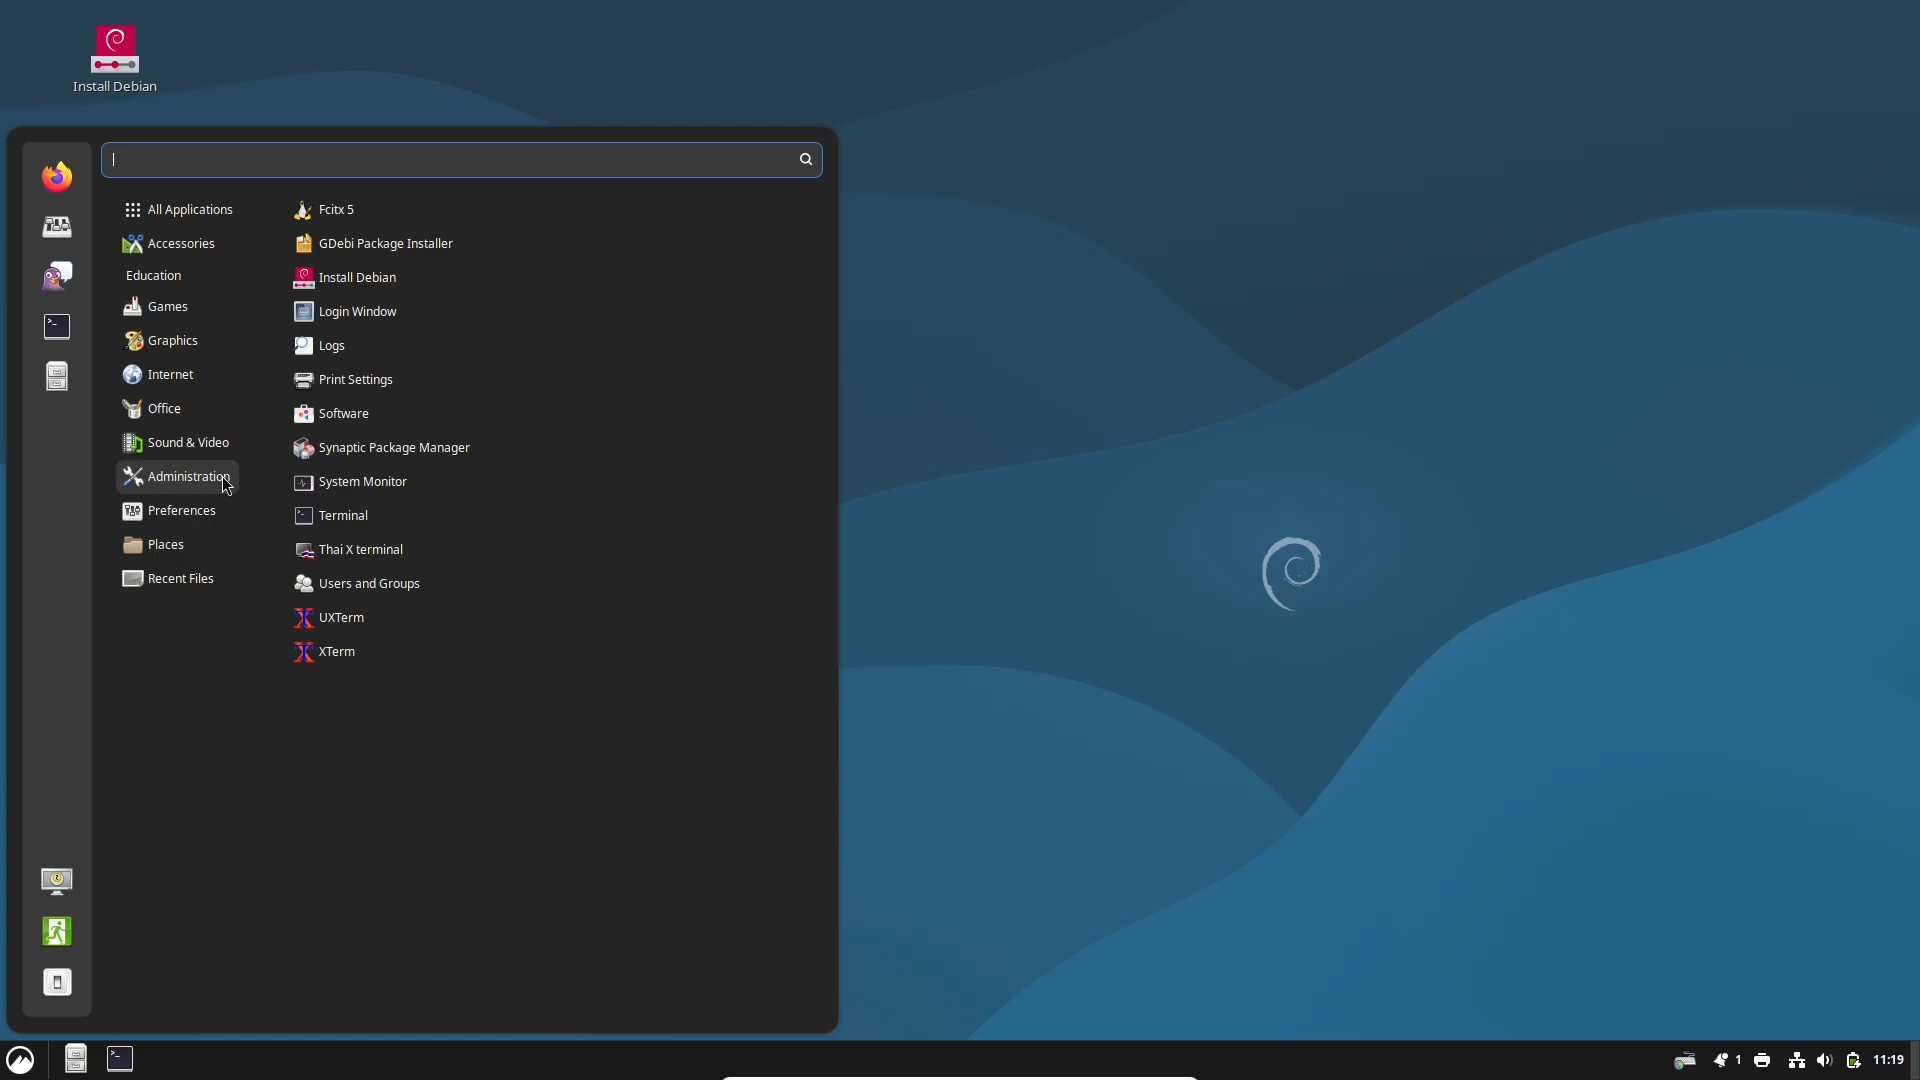 Install Debian
All Applications
Accessories
Education
Games
Graphics
Internet
Office
Sound & Video
Administration
Preferences
Places
Recent Files
Fcitx 5
GDebi Package Installer
Install Debian
Login Window
Logs
Print Settings
Software
Synaptic Package Manager
System Monitor
Terminal
Thai X terminal
Users and Groups
UXTerm
XTerm
1
11:19